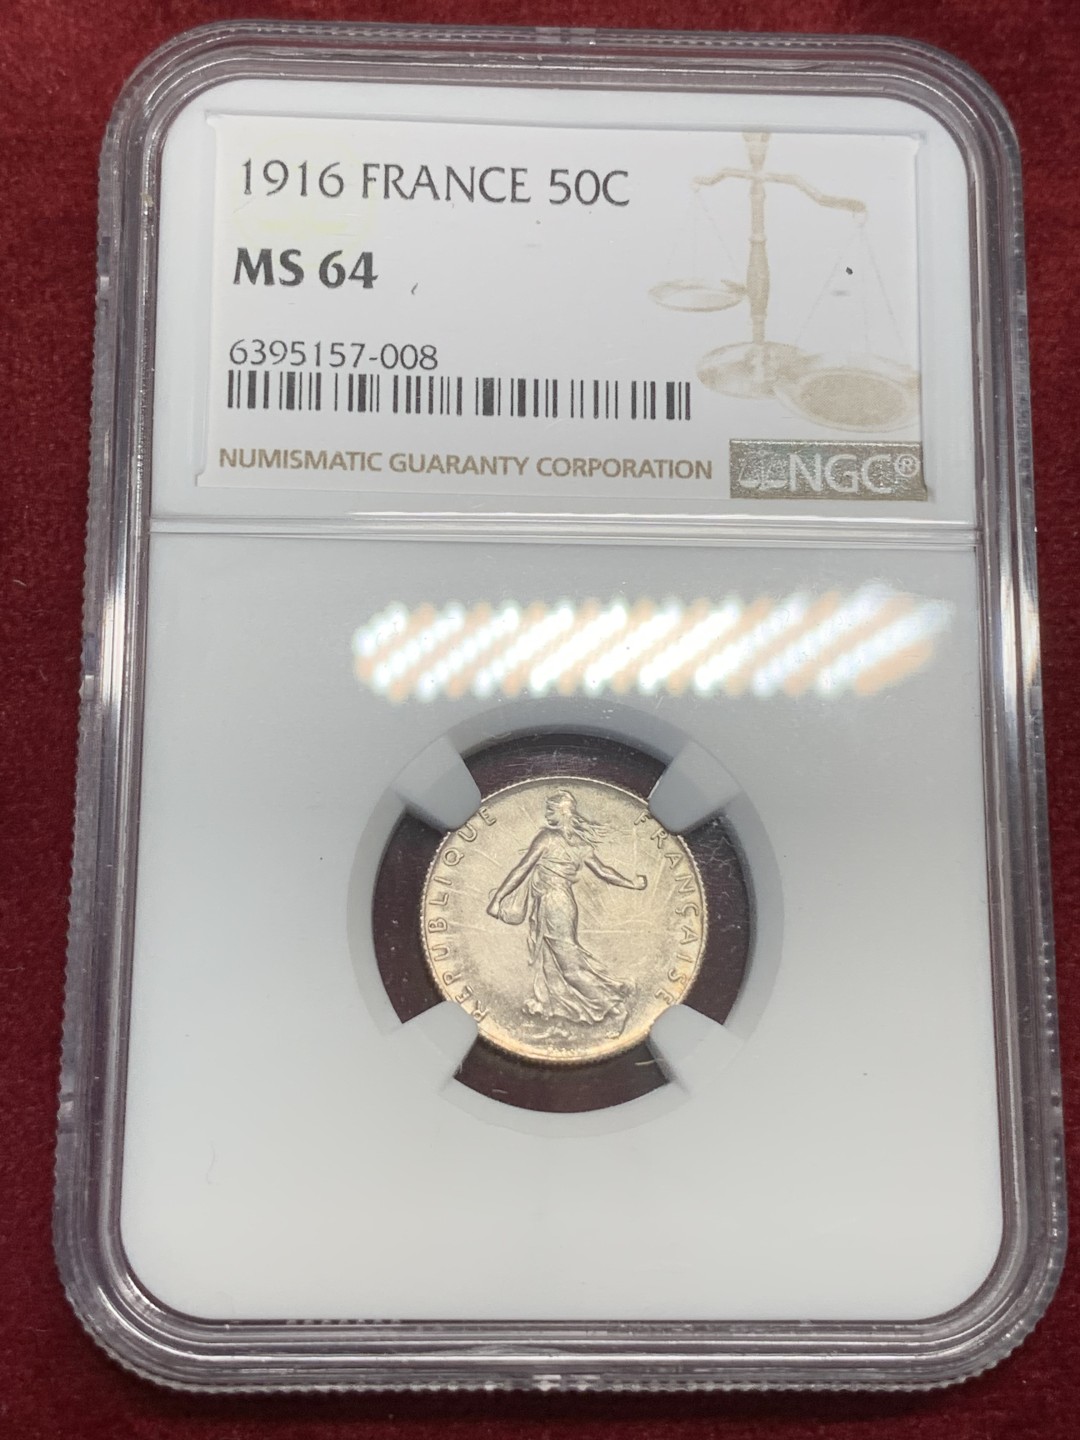 1916 FRANCE 50C
MS 64
6395157-008
NUMISMATIC GUARANTY CORPORATION
NGC®
REPUBLIQUE FRANÇAISE